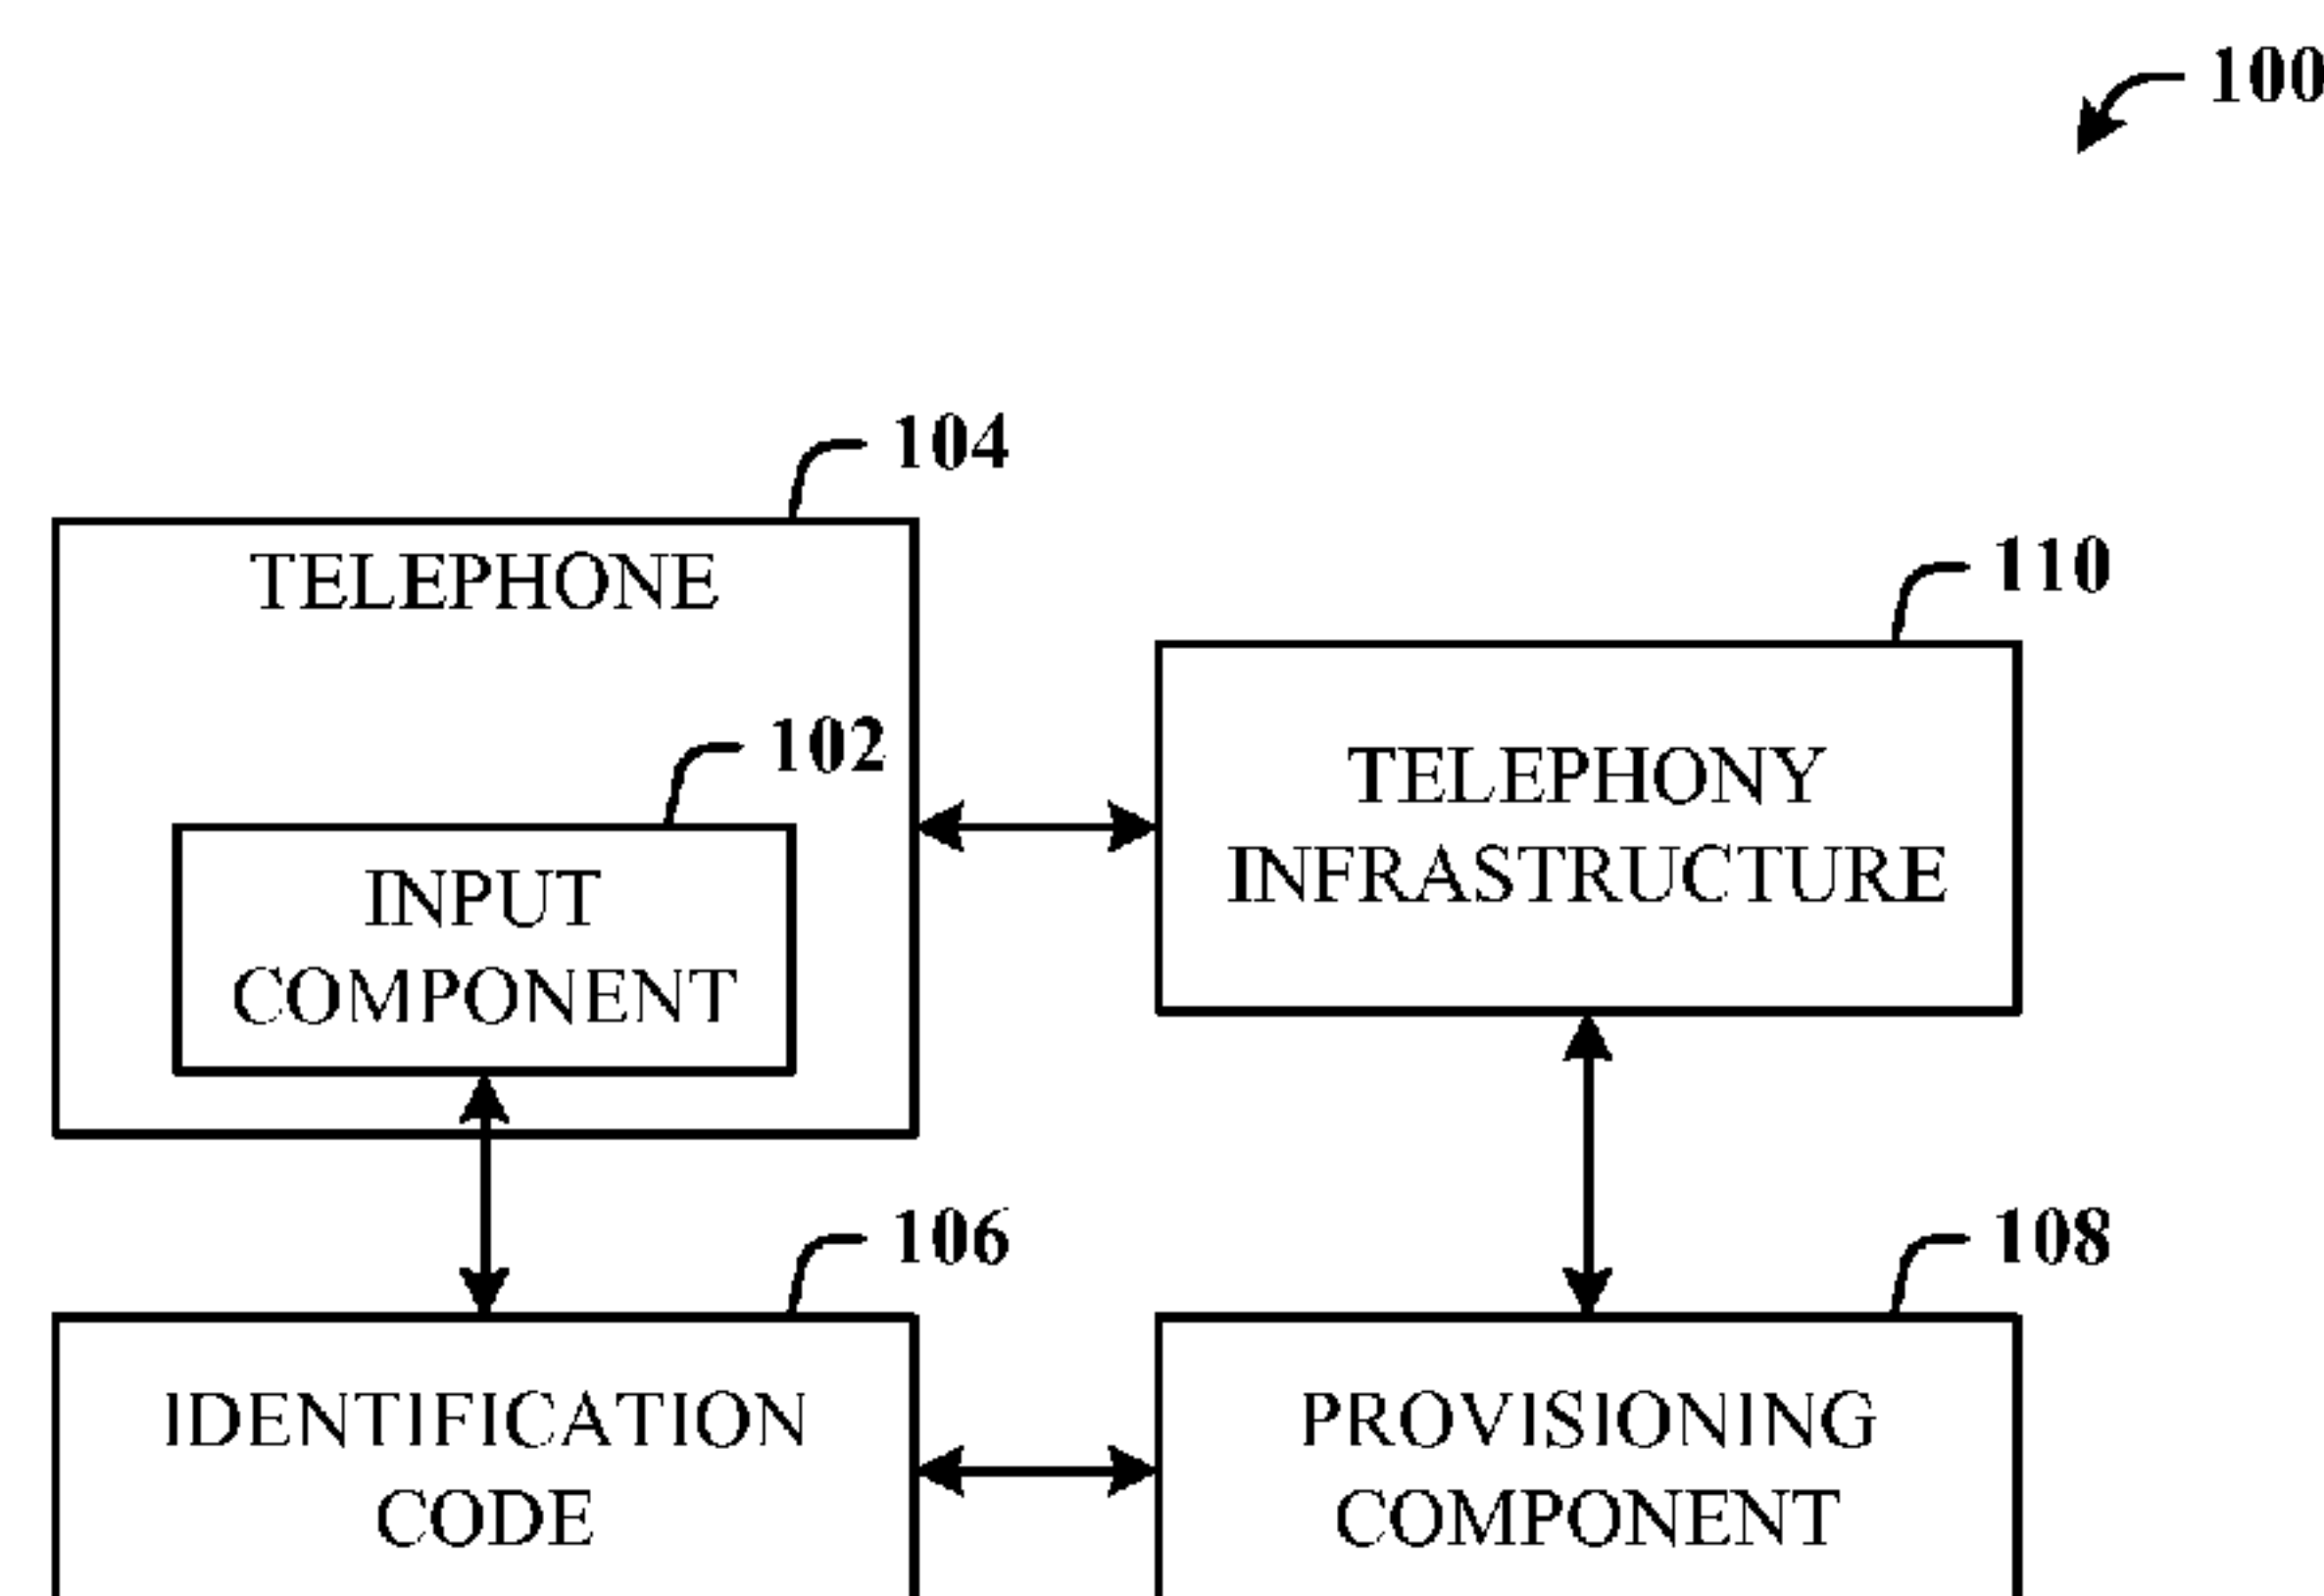 100
104
TELEPHONE
110
102
TELEPHONY
INFRASTRUCTURE
INPUT
COMPONENT
106
108
IDENTIFICATION
CODE
PROVISIONING
COMPONENT